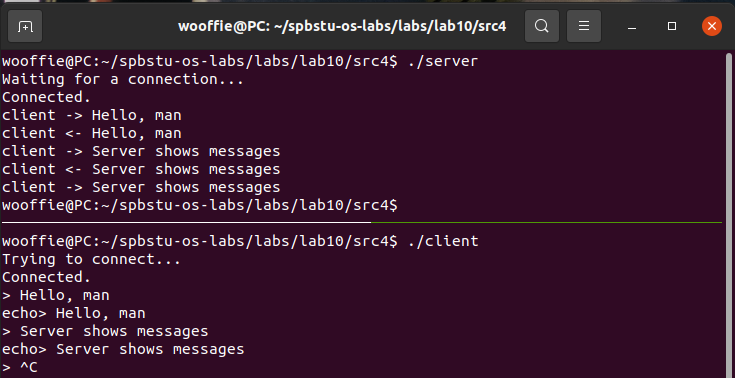 wooffie@PC: ~/spbstu-os-labs/labs/lab10/src4
wooffie@PC:~/spbstu-os-labs/labs/lab10/src4$ ./server
Waiting for a connection...
Connected.
client -> Hello, man
client <- Hello, man
client -> Server shows messages
client <- Server shows messages
client -> Server shows messages
wooffie@PC:~/spbstu-os-labs/labs/lab10/src4$
wooffie@PC:~/spbstu-os-labs/labs/lab10/src4$ ./client
Trying to connect...
Connected.
> Hello, man
echo> Hello, man
> Server shows messages
echo> Server shows messages
> ^C